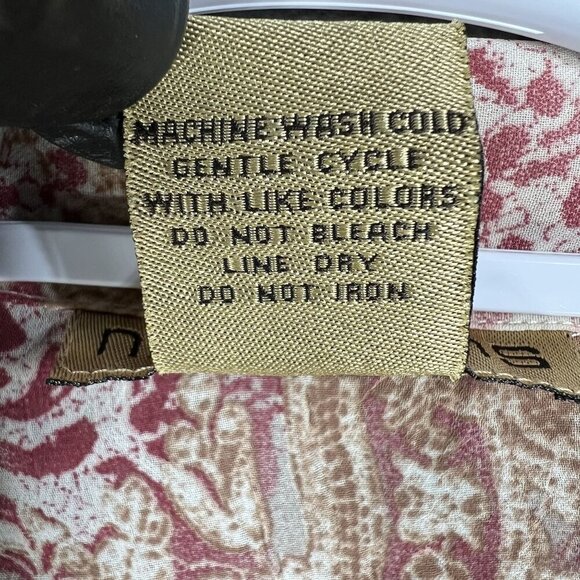 MACHINE WASH COLD
GENTLE CYCLE
WITH LIKE COLORS
DO NOT BLEACH
LINE DRY
DO NOT IRON